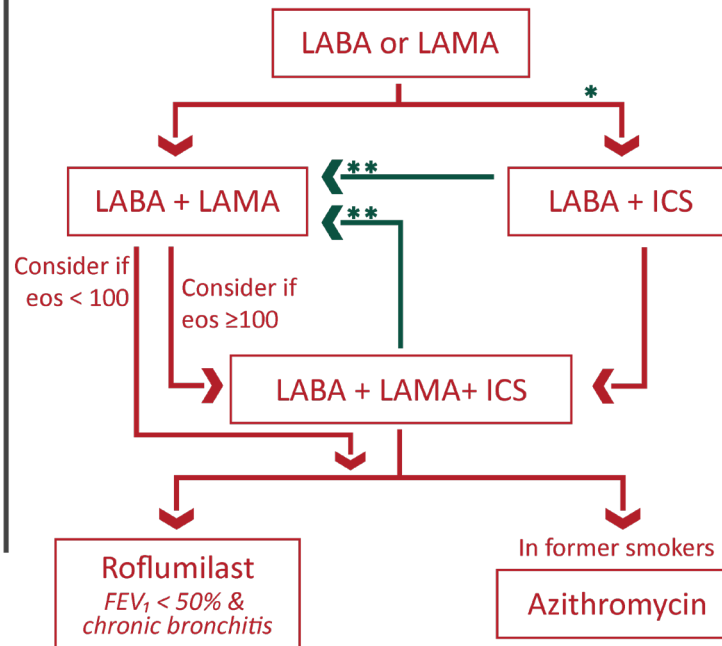 LABA or LAMA
*
**
LABA + LAMA
LABA + ICS
**
Consider if
eos < 100
Consider if
eos ≥100
LABA + LAMA+ ICS
In former smokers
Roflumilast
FEV₁ < 50% &
chronic bronchitis
Azithromycin